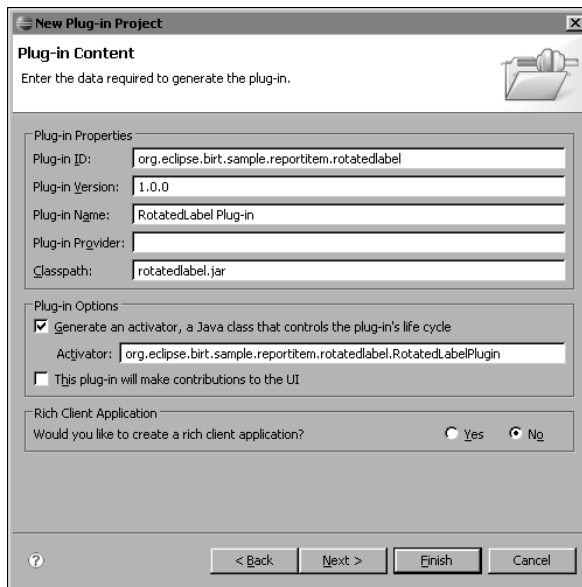 New Plug-in Project
Plug-in Content
Enter the data required to generate the plug-in.
Plug-in Properties
Plug-in ID: org.eclipse.birt.sample.reportitem.rotatedlabel
Plug-in Version: 1.0.0
Plug-in Name: RotatedLabel Plug-in
Plug-in Provider:
Classpath: rotatedlabel.jar
Plug-in Options
Generate an activator, a Java class that controls the plug-in's life cycle
Activator: org.eclipse.birt.sample.reportitem.rotatedlabel.RotatedLabelPlugin
This plug-in will make contributions to the UI
Rich Client Application
Would you like to create a rich client application? Yes No
? < Back Next > Finish Cancel